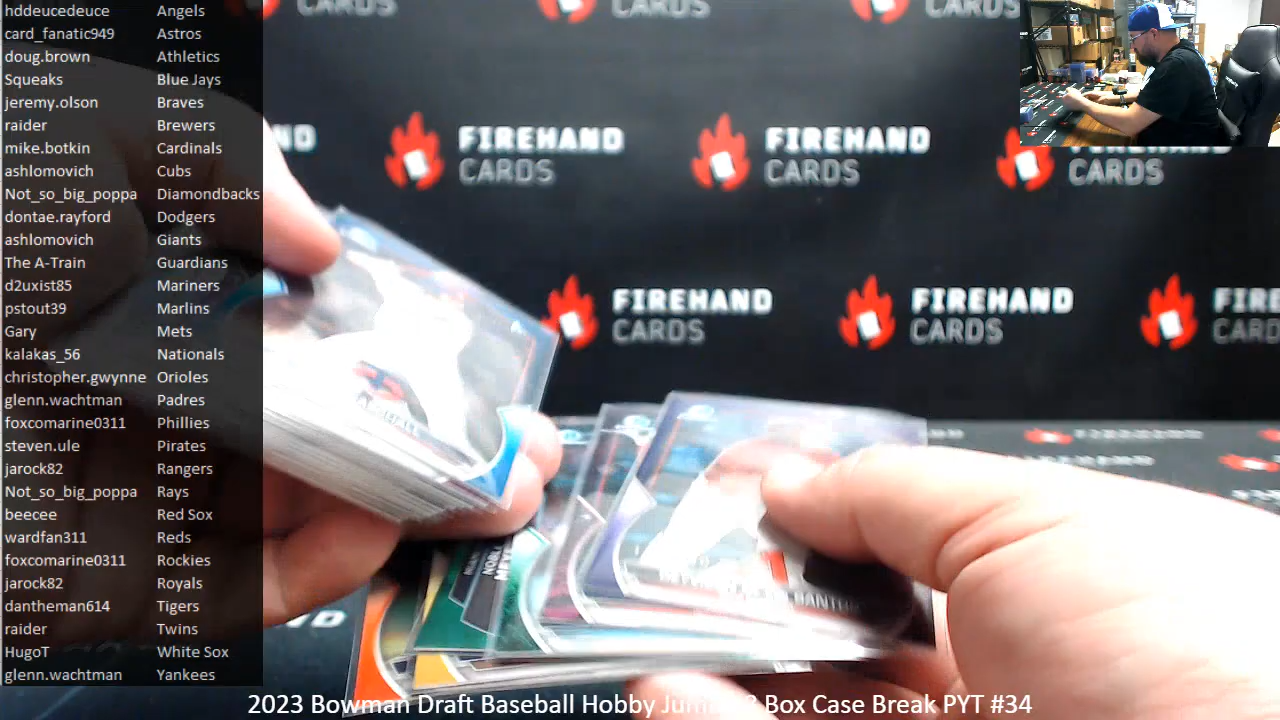 hddeucedeuce Angels
card_fanatic949 Astros
doug.brown Athletics
Squeaks Blue Jays
jeremy.olson Braves
raider Brewers
mike.botkin Cardinals
ashlomovich Cubs
Not_so_big_poppa Diamondbacks
dontae.rayford Dodgers
ashlomovich Giants
The A-Train Guardians
d2uxist85 Mariners
pstout39 Marlins
Gary Mets
kalakas_56 Nationals
christopher.gwynne Orioles
glenn.wachtman Padres
foxcomarine0311 Phillies
steven.ule Pirates
jarock82 Rangers
Not_so_big_poppa Rays
beecee Red Sox
wardfan311 Reds
foxcomarine0311 Rockies
jarock82 Royals
dantheman614 Tigers
raider Twins
HugoT White Sox
glenn.wachtman Yankees
CARDS
CARDS
CARDS
FIREHAND
CARDS
FIREHAND
CARDS
CARDS
FIREHAND
CARDS
FIREHAND
CARDS
2023 Bowman Draft Baseball Hobby Box Case Break PYT #34